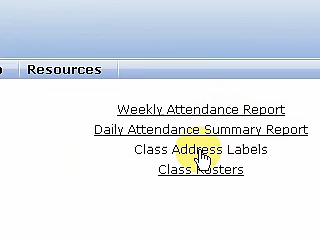 Resources
Weekly Attendance Report
Daily Attendance Summary Report
Class Address Labels
Class Rosters